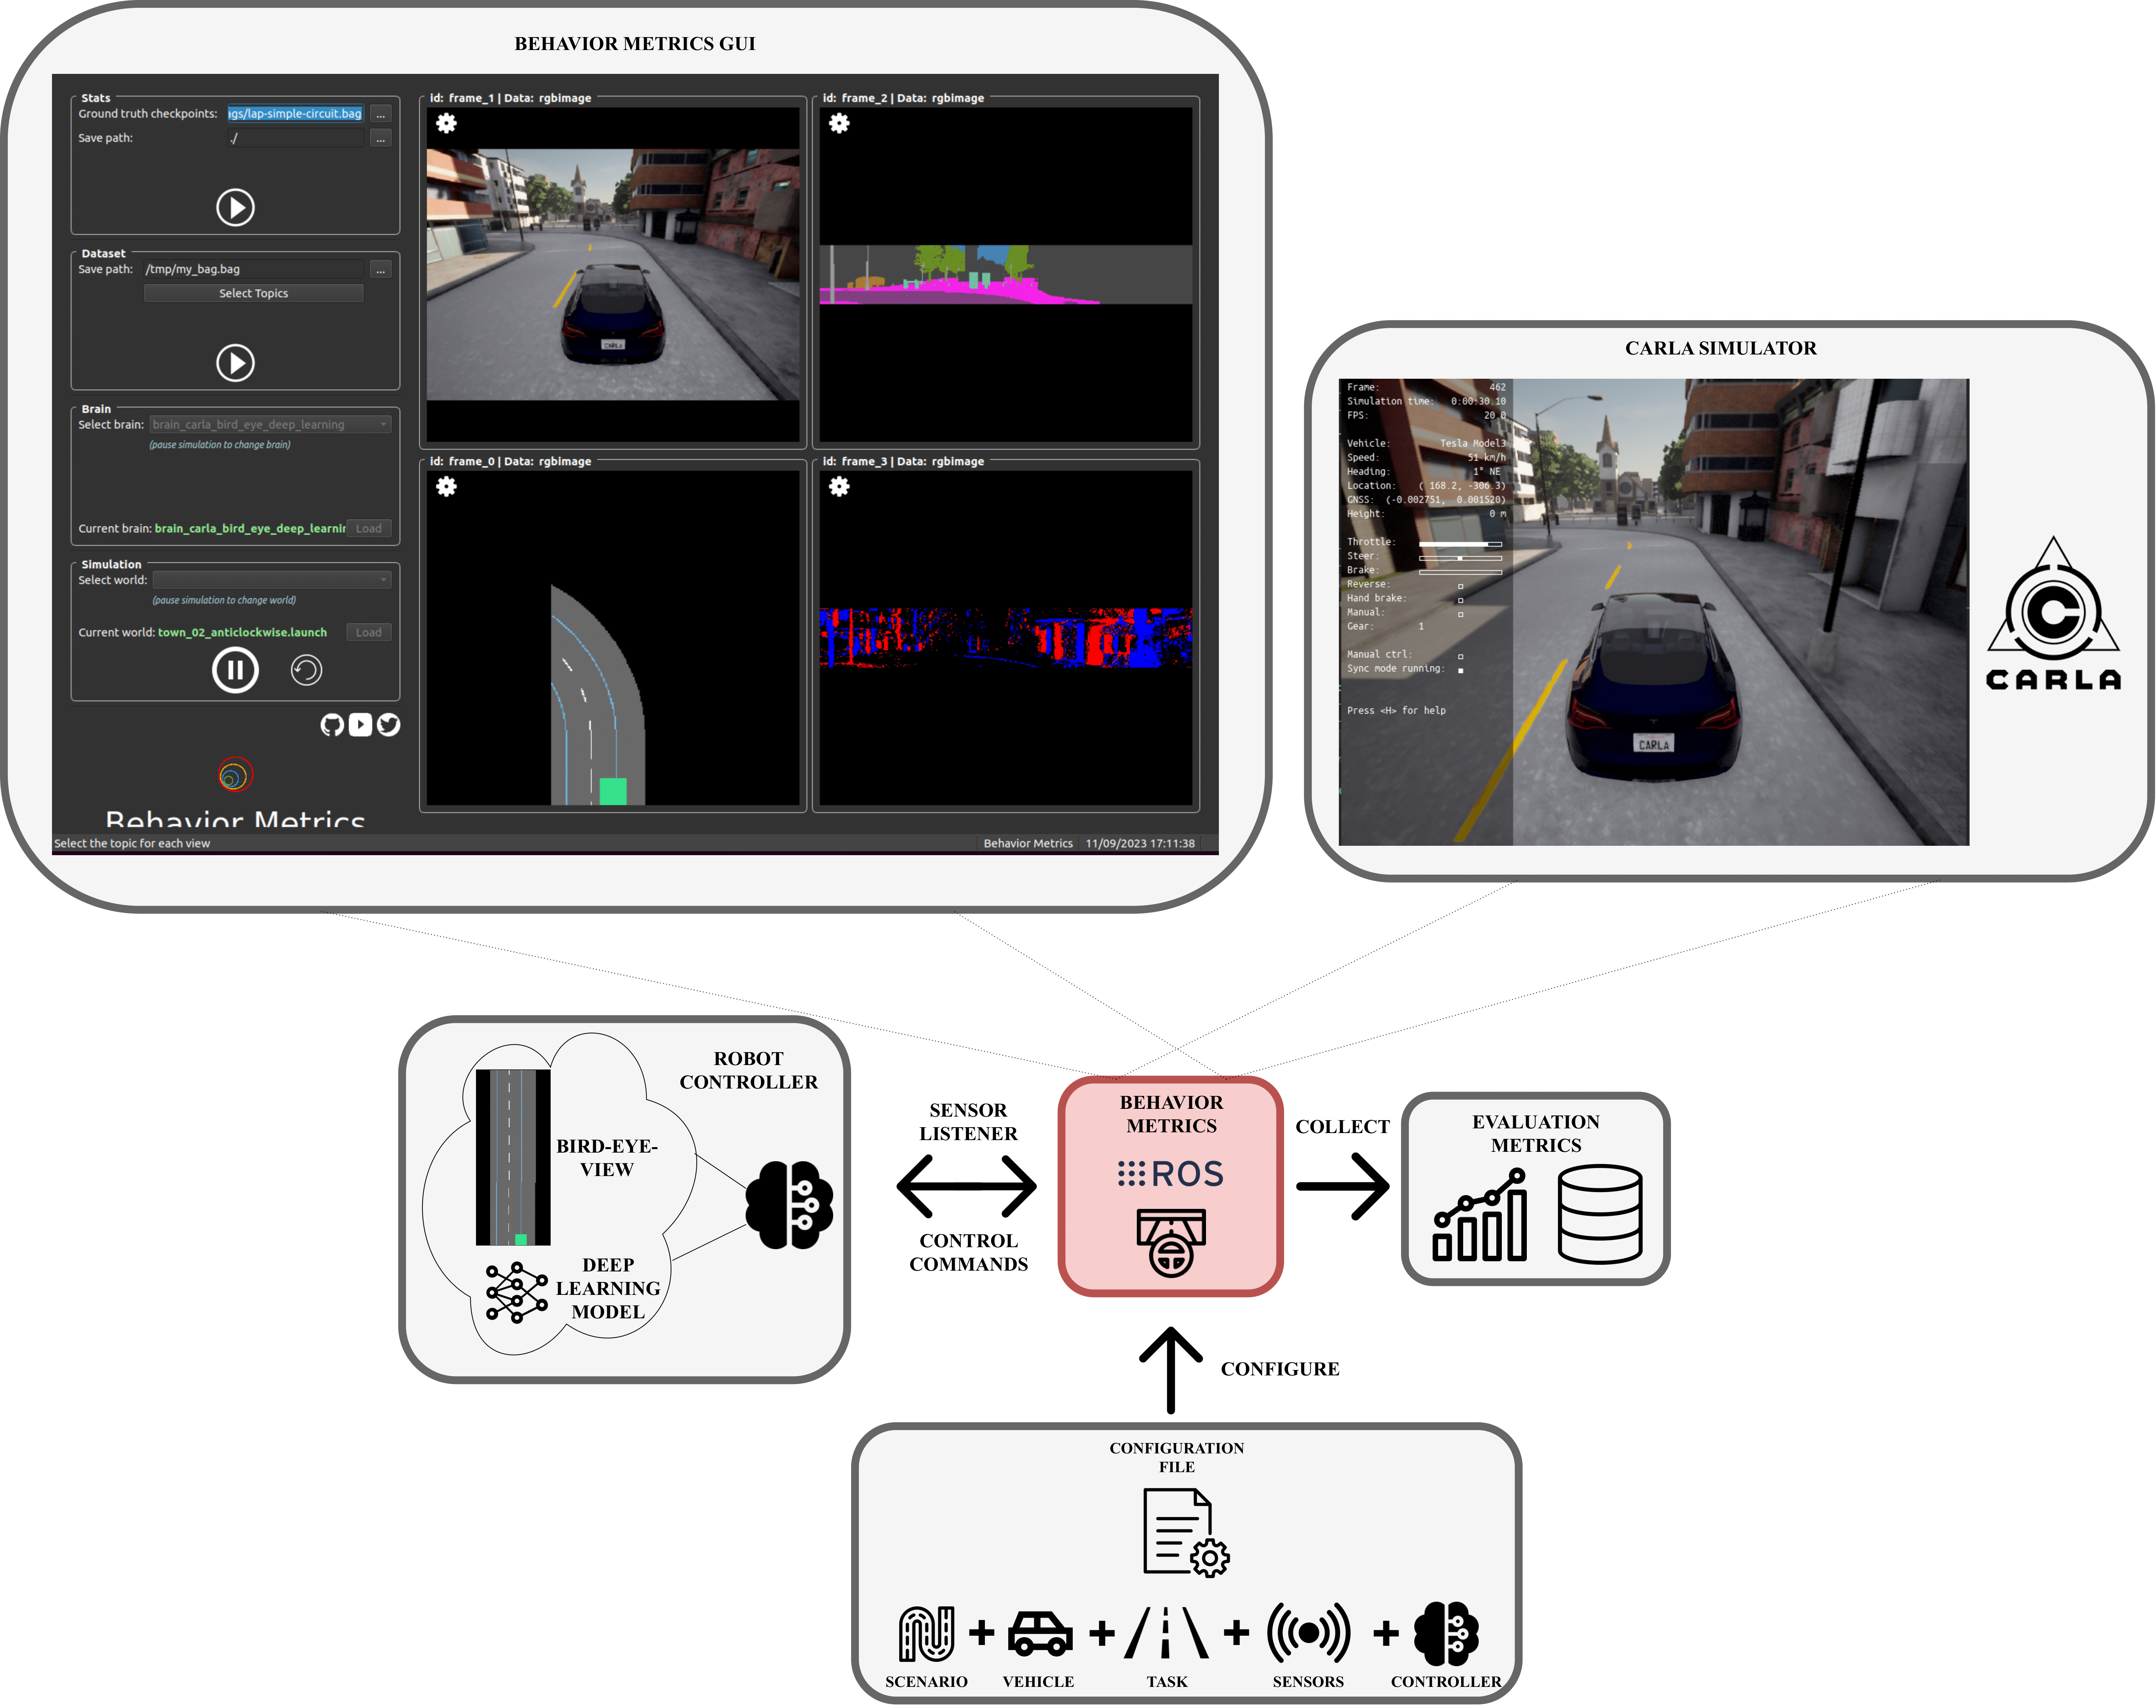 BEHAVIOR METRICS GUI
Stats
Ground truth checkpoints: ıgs/lap-simple-circuit.bag ...
Save path: ./ ...
Dataset
Save path: /tmp/my_bag.bag ...
Select Topics
Brain
Select brain: brain_carla_bird_eye_deep_learning
(pause simulation to change brain)
Current brain: brain_carla_bird_eye_deep_learnin Load
Simulation
Select world:
(pause simulation to change world)
Current world: town_02_anticlockwise.launch Load
Behavior Metrics
id: frame_1 | Data: rgbimage
CARLA
id: frame_2 | Data: rgbimage
id: frame_0 | Data: rgbimage
id: frame_3 | Data: rgbimage
Select the topic for each view
Behavior Metrics 11/09/2023 17:11:38
CARLA SIMULATOR
Frame: 462
Simulation time: 0:00:30.10
FPS: 20.0
Vehicle: Tesla Model3
Speed: 51 km/h
Heading: 1° NE
Location: ( 168.2, -306.3)
GNSS: (-0.002751, 0.001520)
Height: 0 m
Throttle:
Steer:
Brake:
Reverse:
Hand brake:
Manual:
Gear: 1
Manual ctrl:
Sync mode running:
Press <H> for help
CARLA
C
CARLA
ROBOT
CONTROLLER
BIRD-EYE-
VIEW
DEEP
LEARNING
MODEL
SENSOR
LISTENER
CONTROL
COMMANDS
BEHAVIOR
METRICS
ROS
COLLECT
EVALUATION
METRICS
CONFIGURE
CONFIGURATION
FILE
SCENARIO + VEHICLE + TASK + SENSORS + CONTROLLER